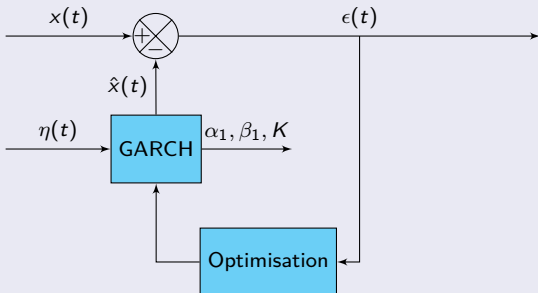 x(t)
ϵ(t)
+
−
x̂(t)
η(t)
GARCH
α₁, β₁, K
Optimisation